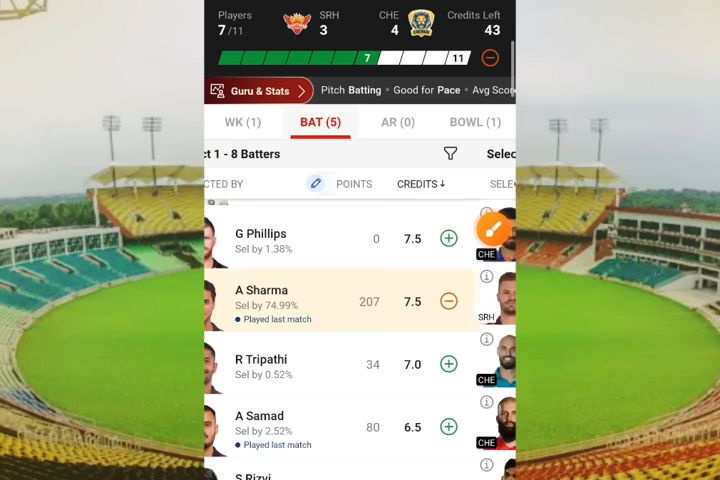 Players
SRH
CHE
Credits Left
7/11
3
4
43
7
11
Guru & Stats
Pitch Batting • Good for Pace • Avg Scor
WK (1)
BAT (5)
AR (0)
BOWL (1)
ct 1 - 8 Batters
Selec
CTED BY
POINTS
CREDITS ↓
SELE
G Phillips
Sel by 1.38%
0
7.5
CHE
A Sharma
Sel by 74.99%
Played last match
207
7.5
SRH
R Tripathi
Sel by 0.52%
34
7.0
CHE
A Samad
Sel by 2.52%
Played last match
80
6.5
CHE
S Rizvi